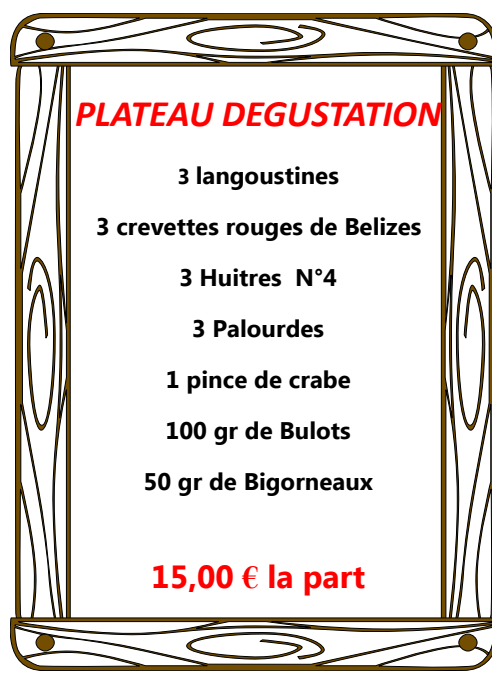 PLATEAU DEGUSTATION
3 langoustines
3 crevettes rouges de Belizes
3 Huitres N°4
3 Palourdes
1 pince de crabe
100 gr de Bulots
50 gr de Bigorneaux
15,00 € la part